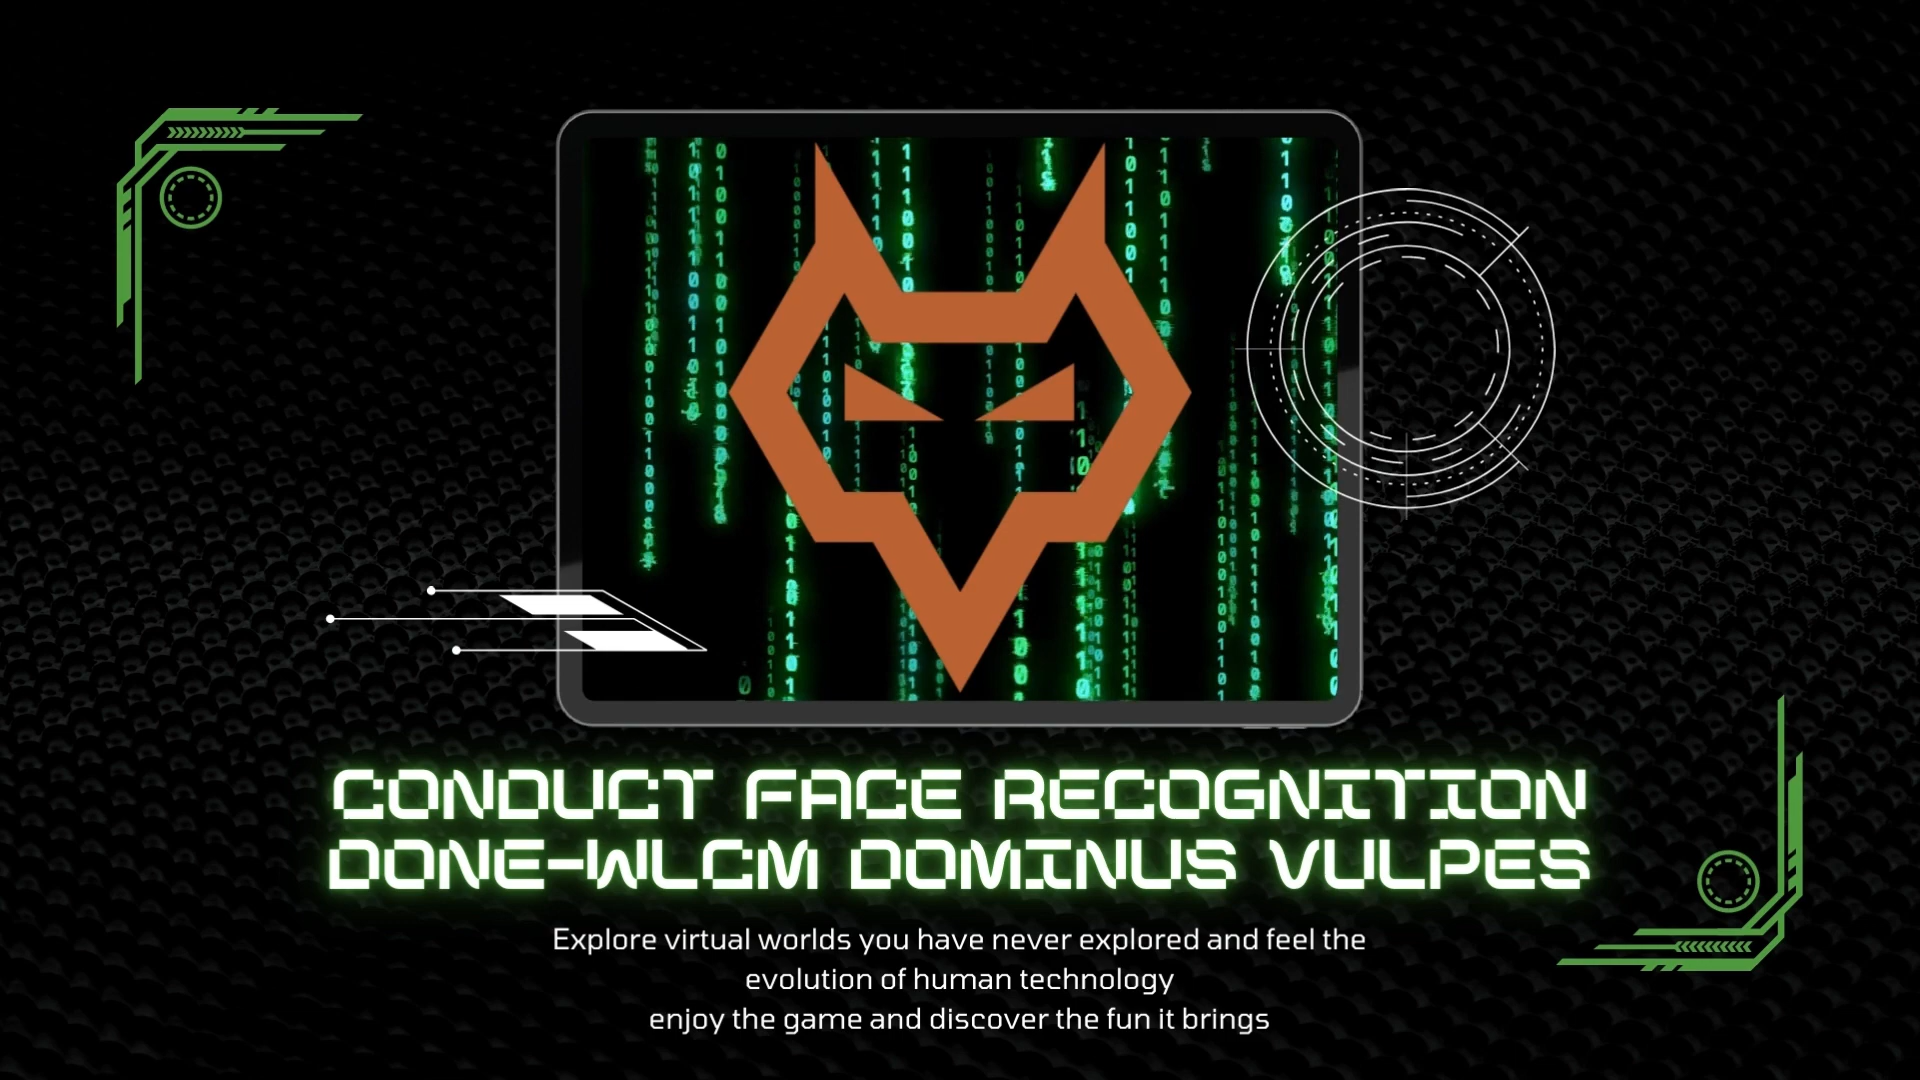 CONDUCT FACE RECOGNITION
DONE-WLCM DOMINUS VULPES
Explore virtual worlds you have never explored and feel the
evolution of human technology
enjoy the game and discover the fun it brings